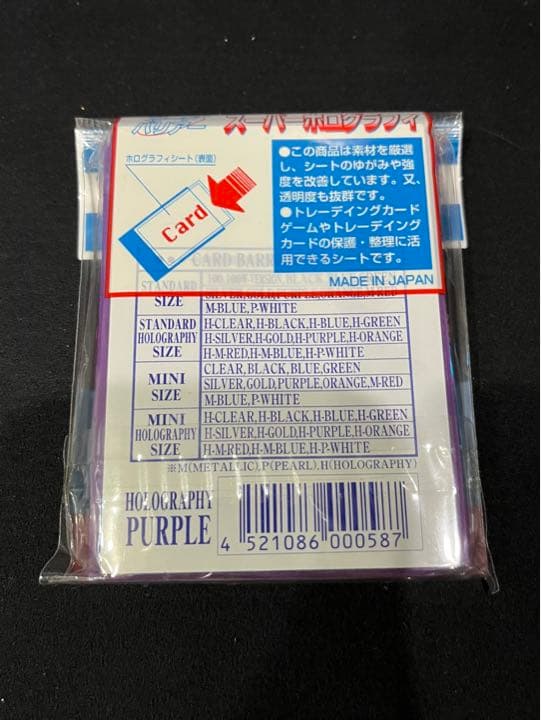 バリアー スーパーホログラフィ
ホログラフィシート(表面)
Card
●この商品は素材を厳選
し、シートのゆがみや強
度を改善しています。又、
透明度も抜群です。
●トレーディングカード
ゲームやトレーディング
カードの保護・整理に活
用できるシートです。
MADE IN JAPAN
CARD BARR
STANDARD
SIZE
M-BLUE,P-WHITE
STANDARD
HOLOGRAPHY
SIZE
H-CLEAR,H-BLACK,H-BLUE,H-GREEN
H-SILVER,H-GOLD,H-PURPLE,H-ORANGE
H-M-RED,H-M-BLUE,H-P-WHITE
MINI
SIZE
CLEAR,BLACK,BLUE,GREEN
SILVER,GOLD,PURPLE,ORANGE,M-RED
M-BLUE,P-WHITE
MINI
HOLOGRAPHY
SIZE
H-CLEAR,H-BLACK,H-BLUE,H-GREEN
H-SILVER,H-GOLD,H-PURPLE,H-ORANGE
H-M-RED,H-M-BLUE,H-P-WHITE
※M(METALLIC),P(PEARL),H(HOLOGRAPHY)
HOLOGRAPHY
PURPLE
4 521086 000587